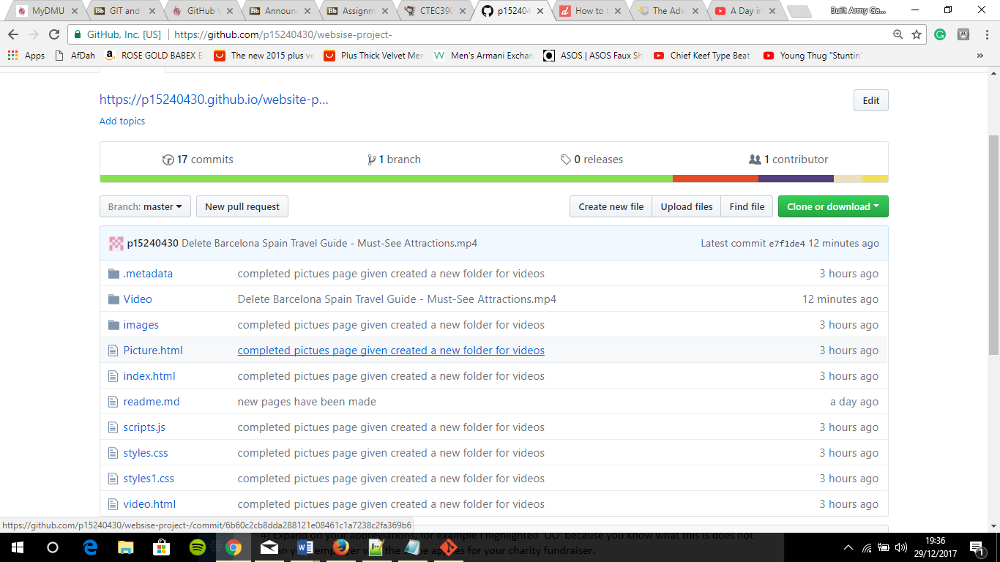 MyDMU
GIT and
GitHub
Announ
Assignm
CTEC390
p152404
How to
The Adv
A Day in
Built Army Ga...
GitHub, Inc. [US]
https://github.com/p15240430/websise-project-
Apps
AfDah
ROSE GOLD BABEX
The new 2015 plus ve
Plus Thick Velvet Mer
Men's Armani Exchan
ASOS | ASOS Faux Sh
Chief Keef Type Beat
Young Thug "Stuntin'
»
https://p15240430.github.io/website-p...
Edit
Add topics
17 commits
1 branch
0 releases
1 contributor
Branch: master
New pull request
Create new file
Upload files
Find file
Clone or download
p15240430 Delete Barcelona Spain Travel Guide - Must-See Attractions.mp4
Latest commit e7f1de4 12 minutes ago
.metadata completed pictues page given created a new folder for videos 3 hours ago
Video Delete Barcelona Spain Travel Guide - Must-See Attractions.mp4 12 minutes ago
images completed pictues page given created a new folder for videos 3 hours ago
Picture.html completed pictues page given created a new folder for videos 3 hours ago
index.html completed pictues page given created a new folder for videos 3 hours ago
readme.md new pages have been made a day ago
scripts.js completed pictues page given created a new folder for videos 3 hours ago
styles.css completed pictues page given created a new folder for videos 3 hours ago
styles1.css completed pictues page given created a new folder for videos 3 hours ago
video.html completed pictues page given created a new folder for videos 3 hours ago
https://github.com/p15240430/websise-project-/commit/6b60c2cb8dda288121e08461c1a7238c2fa369b6
4) Expand on your abbreviations, for example I highlighted 'OO' because you know what this is does not
applies for your charity fundraiser.
19:36
29/12/2017
1